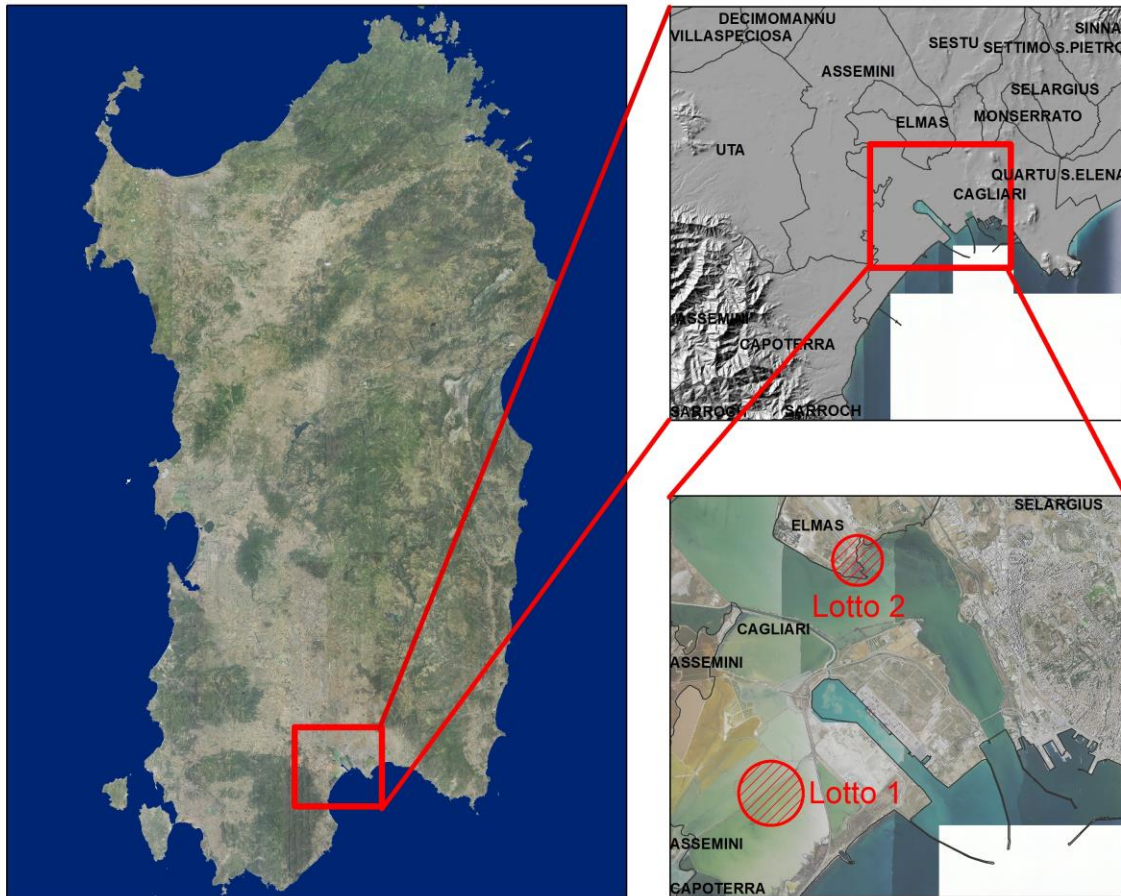 DECIMOMANNU
VILLASPECIOSA
SINNA
SESTU
SETTIMO S.PIETRO
ASSEMINI
SELARGIUS
ELMAS
MONSERRATO
UTA
QUARTU S.ELENA
CAGLIARI
ASSEMINI
CAPOTERRA
SARROCH
SARROCH
SELARGIUS
ELMAS
Lotto 2
CAGLIARI
ASSEMINI
Lotto 1
ASSEMINI
CAPOTERRA